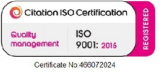 Citation ISO Certification
Quality
management
ISO
9001: 2015
REGISTERED
Certificate No 466072024